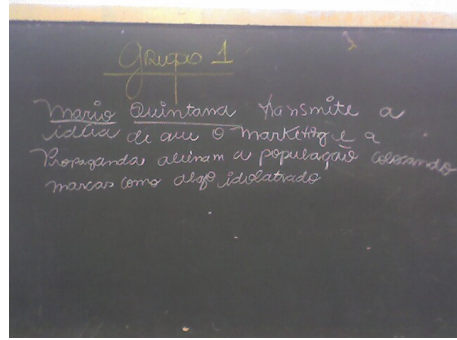 Grupo 1
Mario Quintana transmite a
idéia de que o marketing e a
Propaganda alienam a população colocando
marcas como algo idolatrado